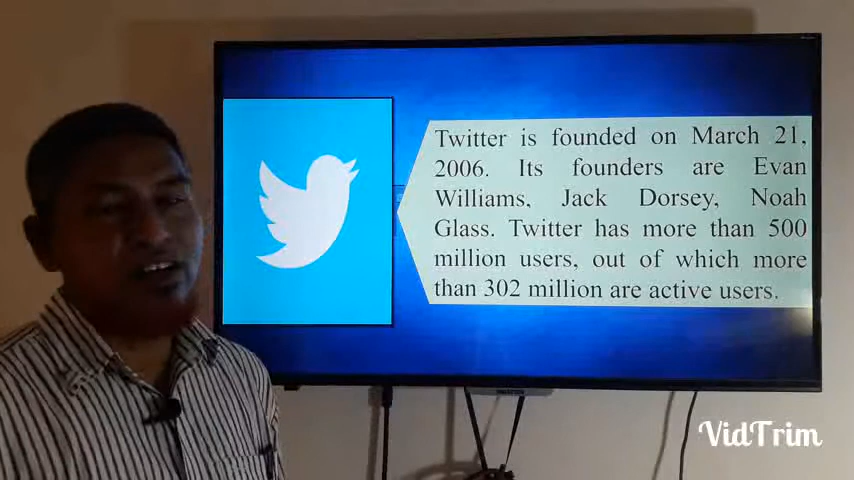 Twitter is founded on March 21,
2006. Its founders are Evan
Williams, Jack Dorsey, Noah
Glass. Twitter has more than 500
million users, out of which more
than 302 million are active users.
VidTrim